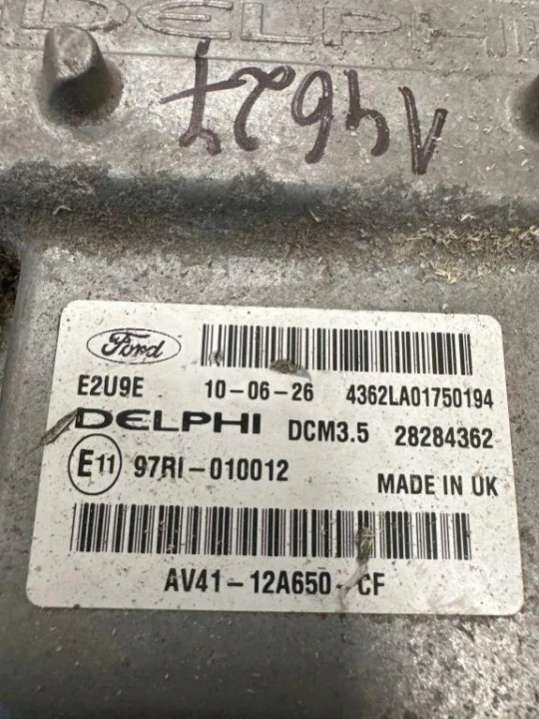 DELPHI
Ford
E2U9E 10-06-26 4362LA01750194
DELPHI DCM3.5 28284362
E11 97RI-010012 MADE IN UK
AV41-12A650-CF